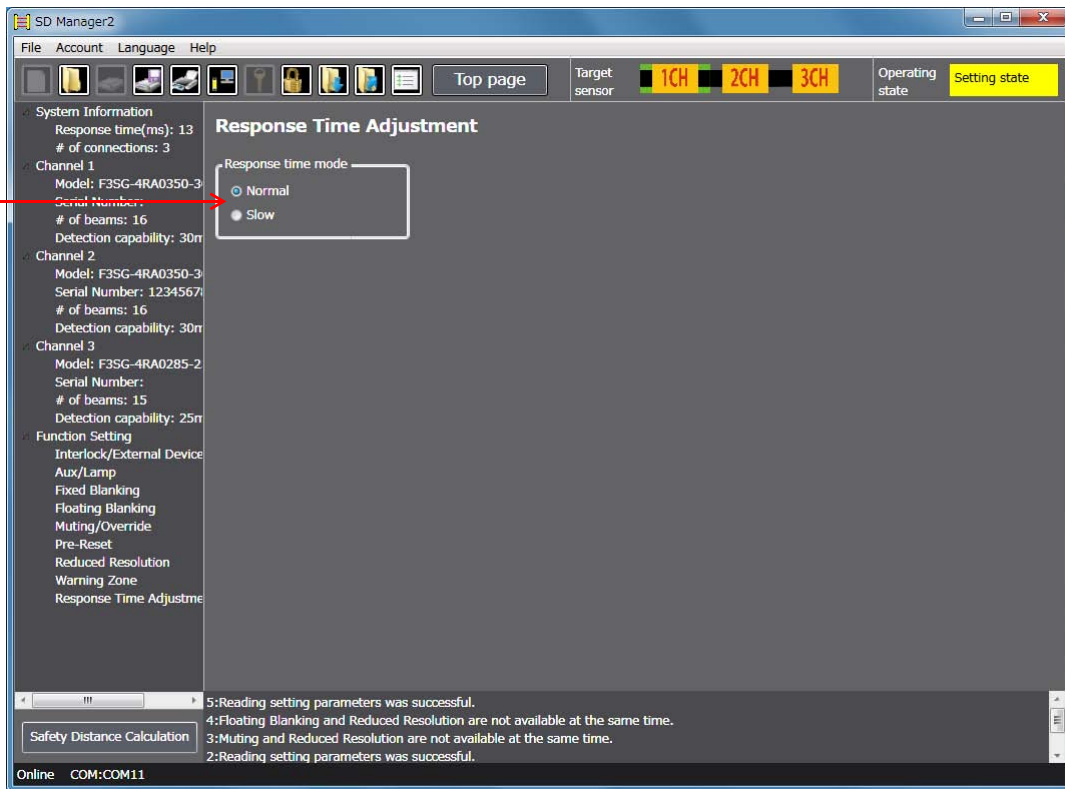 SD Manager2
File Account Language Help
Top page
Target
sensor
1CH 2CH 3CH
Operating
state
Setting state
System Information
Response time(ms): 13
# of connections: 3
Channel 1
Model: F3SG-4RA0350-3
Serial Number:
# of beams: 16
Detection capability: 30m
Channel 2
Model: F3SG-4RA0350-3
Serial Number: 1234567
# of beams: 16
Detection capability: 30m
Channel 3
Model: F3SG-4RA0285-2
Serial Number:
# of beams: 15
Detection capability: 25m
Function Setting
Interlock/External Device
Aux/Lamp
Fixed Blanking
Floating Blanking
Muting/Override
Pre-Reset
Reduced Resolution
Warning Zone
Response Time Adjustme
Response Time Adjustment
Response time mode
Normal
Slow
5:Reading setting parameters was successful.
4:Floating Blanking and Reduced Resolution are not available at the same time.
3:Muting and Reduced Resolution are not available at the same time.
2:Reading setting parameters was successful.
Safety Distance Calculation
Online COM:COM11